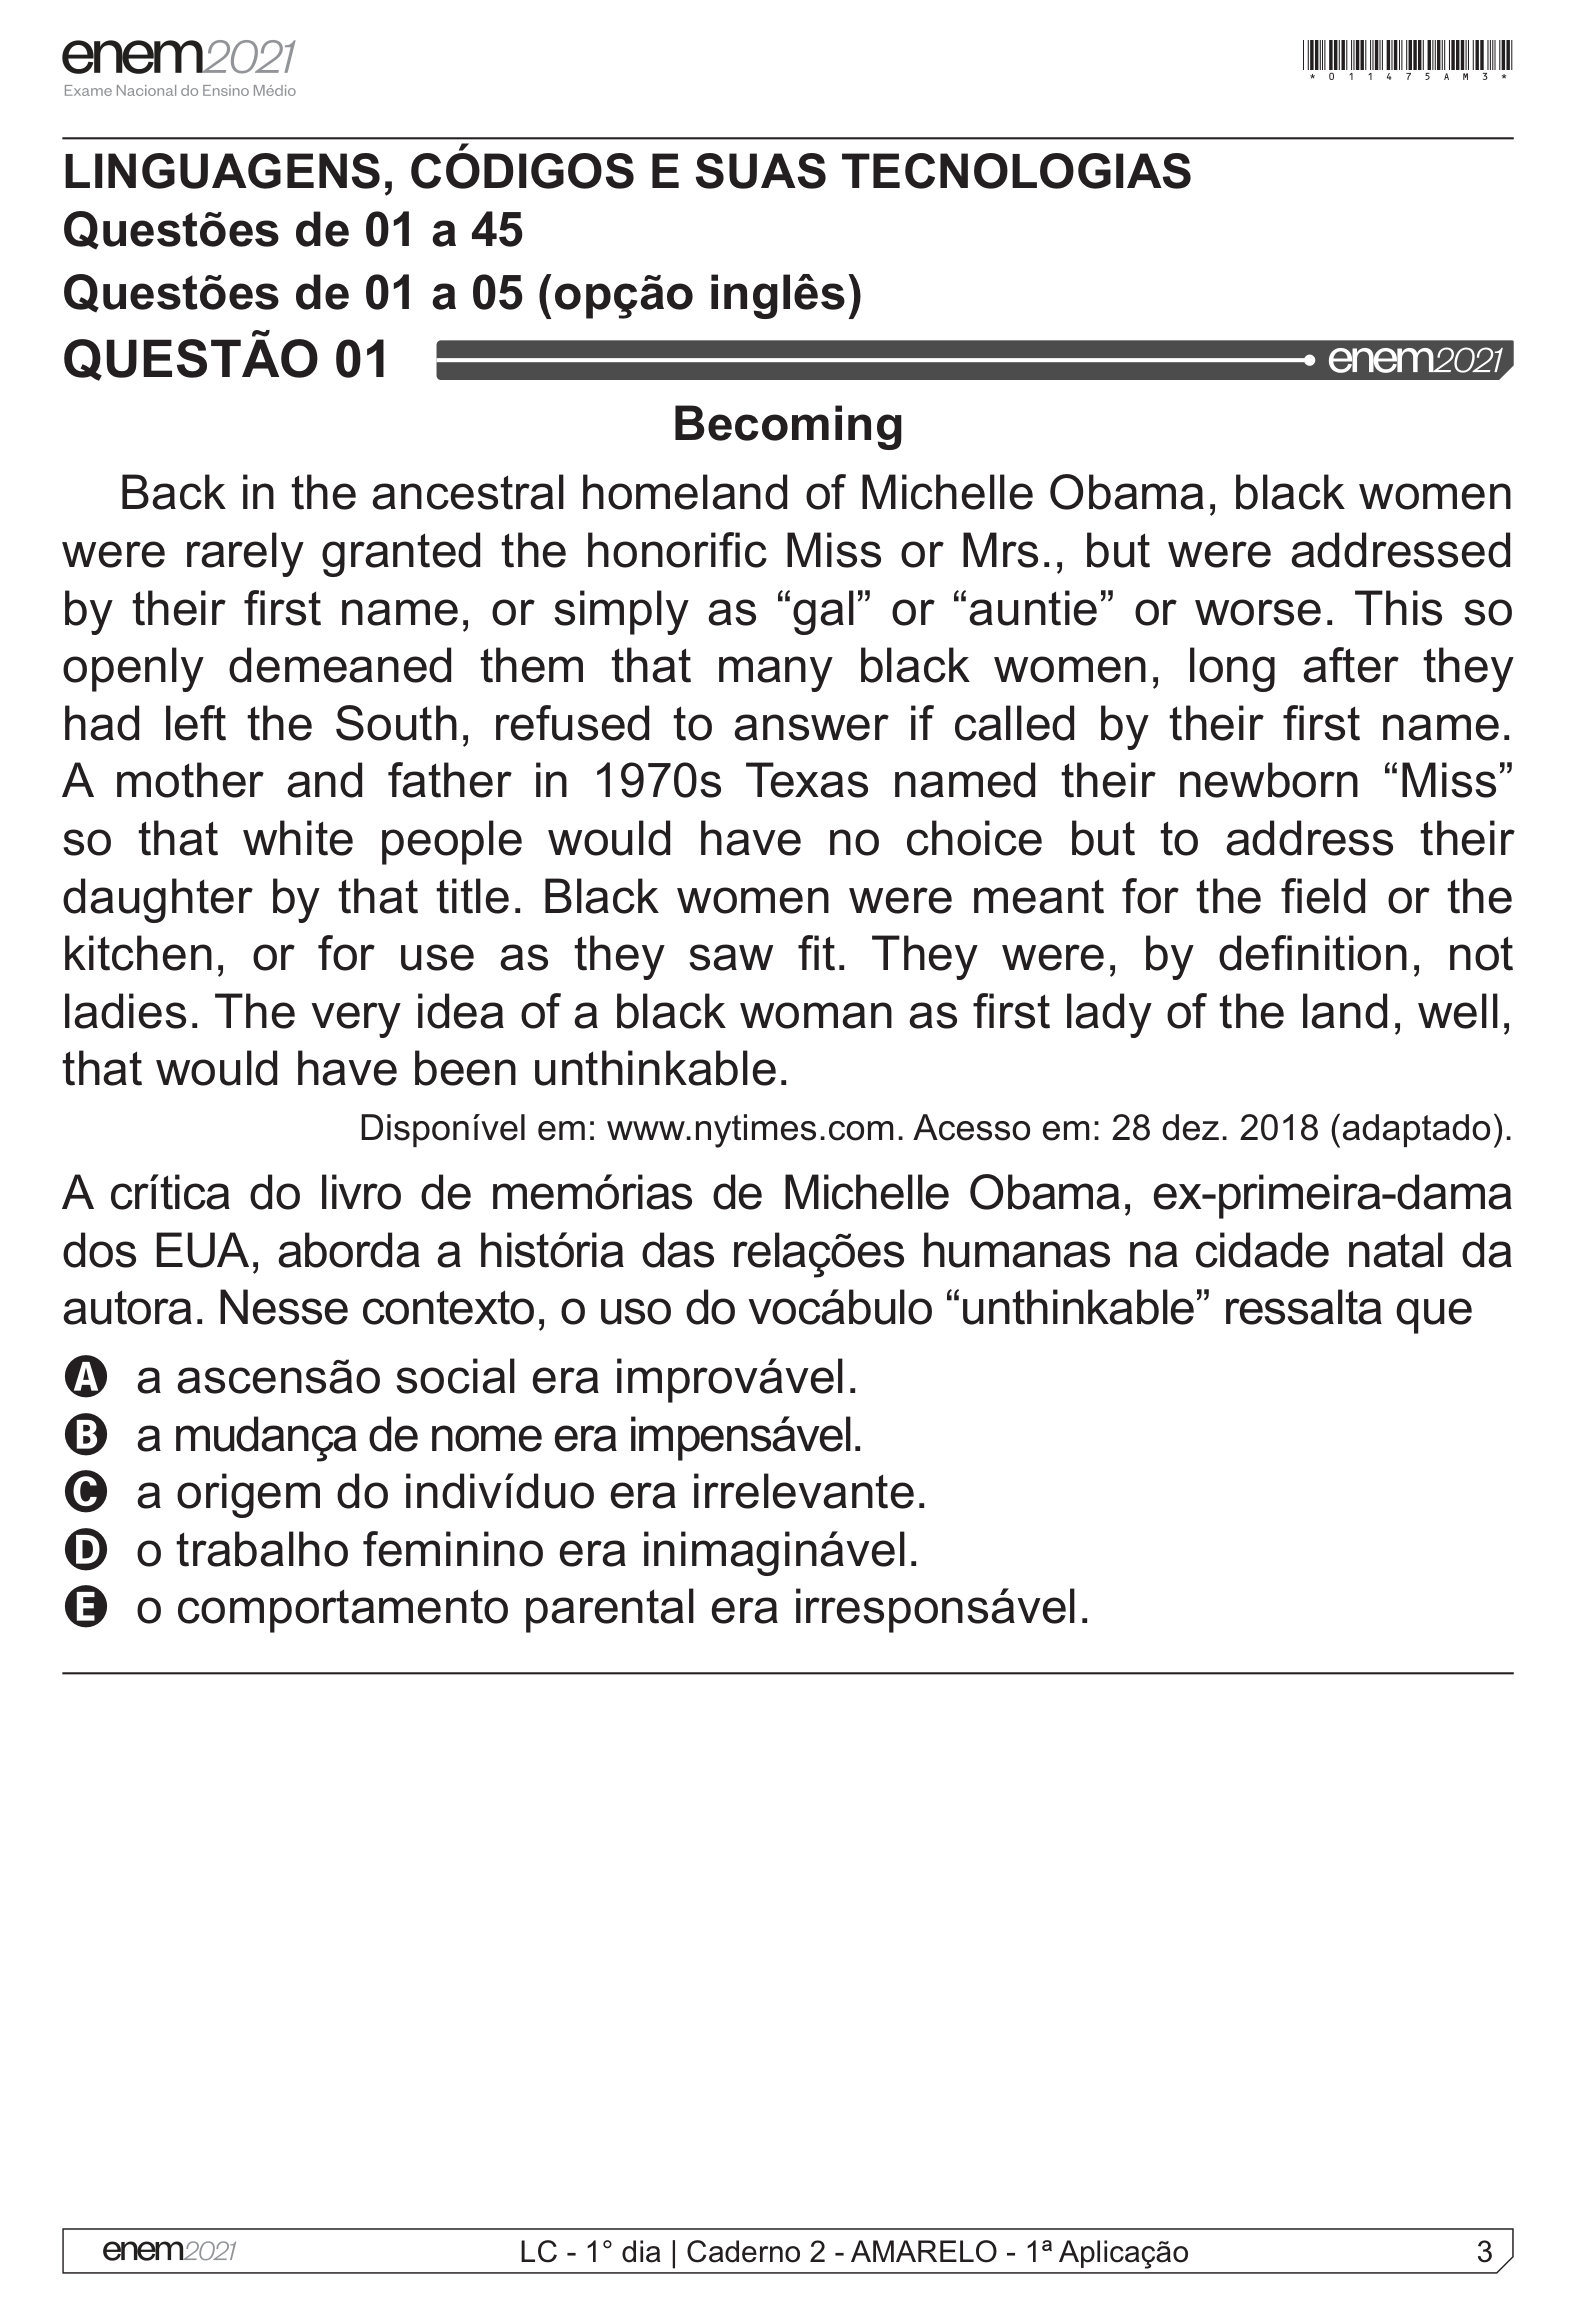 enem2021
Exame Nacional do Ensino Médio
*011475AM3*
LINGUAGENS, CÓDIGOS E SUAS TECNOLOGIAS
Questões de 01 a 45
Questões de 01 a 05 (opção inglês)
QUESTÃO 01
enem2021
Becoming
Back in the ancestral homeland of Michelle Obama, black women
were rarely granted the honorific Miss or Mrs., but were addressed
by their first name, or simply as “gal” or “auntie” or worse. This so
openly demeaned them that many black women, long after they
had left the South, refused to answer if called by their first name.
A mother and father in 1970s Texas named their newborn “Miss”
so that white people would have no choice but to address their
daughter by that title. Black women were meant for the field or the
kitchen, or for use as they saw fit. They were, by definition, not
ladies. The very idea of a black woman as first lady of the land, well,
that would have been unthinkable.
Disponível em: www.nytimes.com. Acesso em: 28 dez. 2018 (adaptado).
A crítica do livro de memórias de Michelle Obama, ex-primeira-dama
dos EUA, aborda a história das relações humanas na cidade natal da
autora. Nesse contexto, o uso do vocábulo “unthinkable” ressalta que
A a ascensão social era improvável.
B a mudança de nome era impensável.
C a origem do indivíduo era irrelevante.
D o trabalho feminino era inimaginável.
E o comportamento parental era irresponsável.
enem2021
LC - 1° dia | Caderno 2 - AMARELO - 1ª Aplicação
3